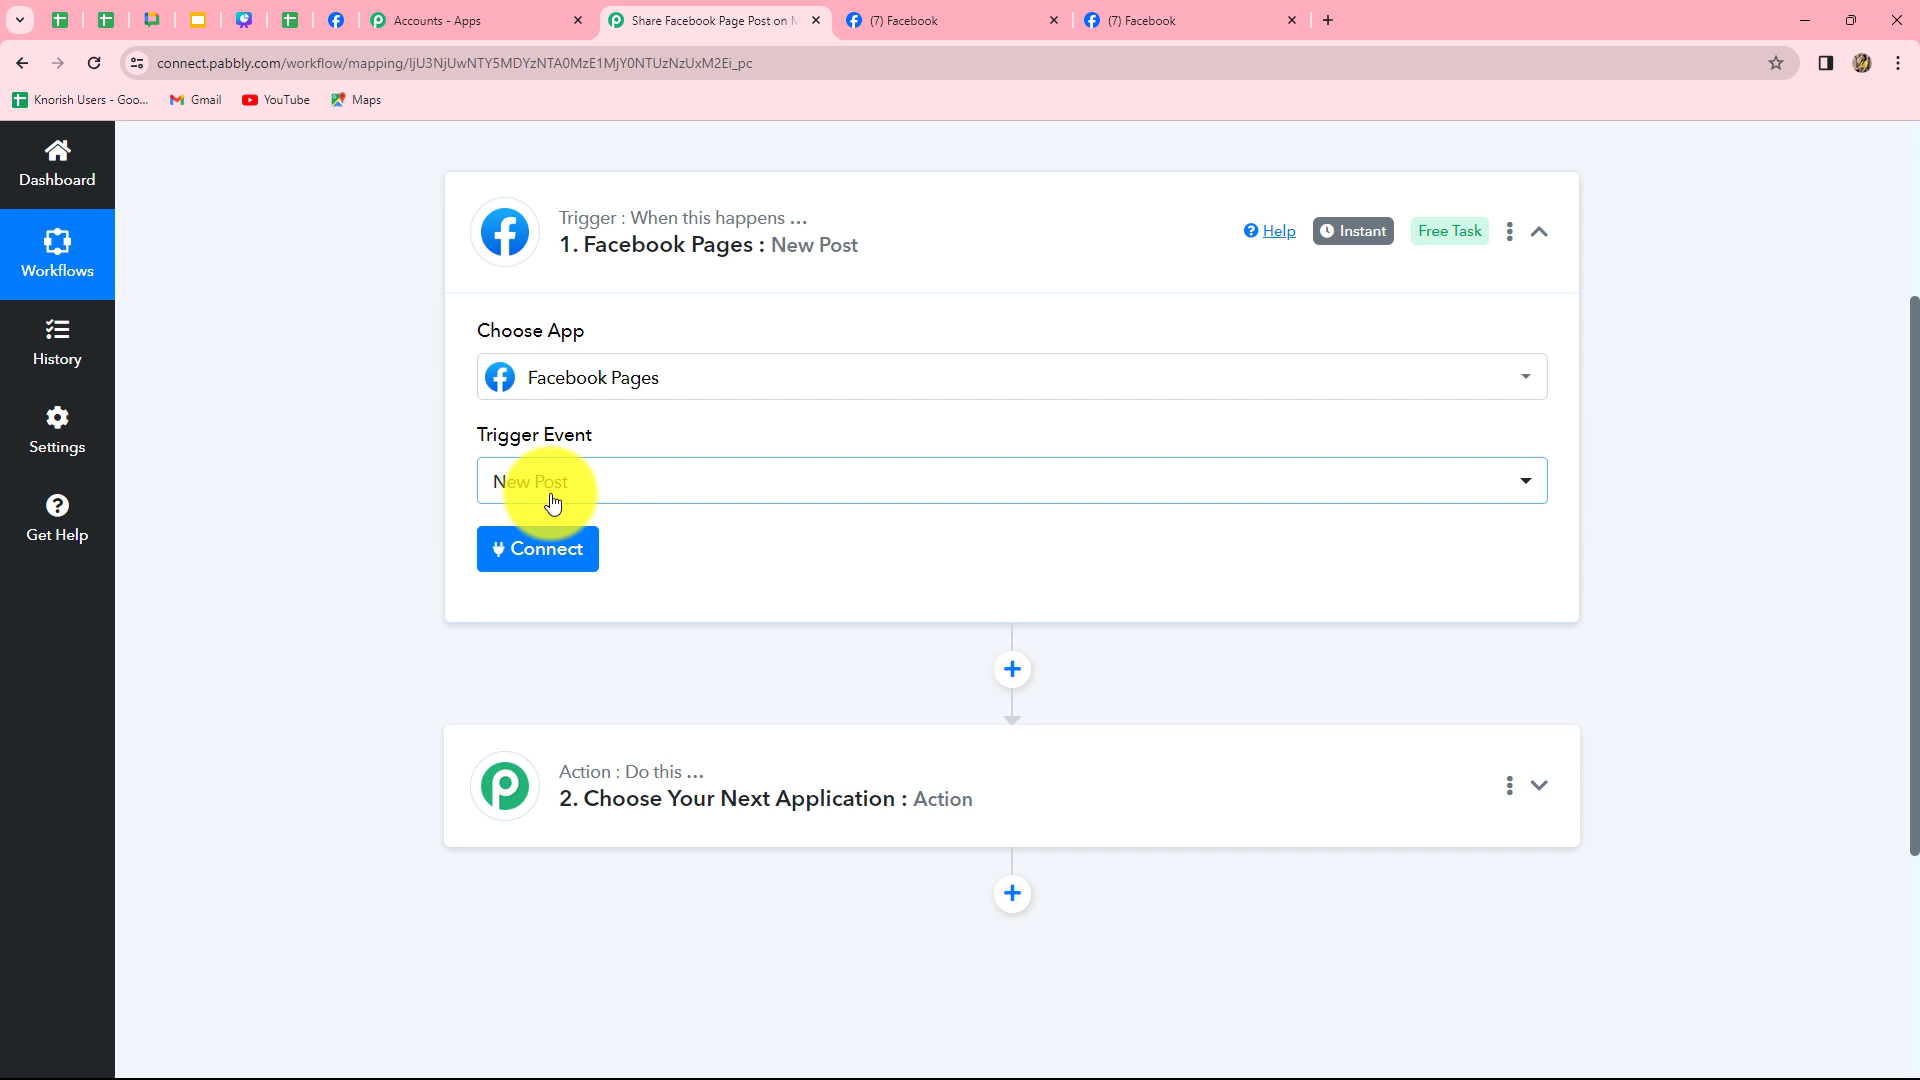 Accounts - Apps
Share Facebook Page Post on
(7) Facebook
(7) Facebook
connect.pabbly.com/workflow/mapping/IjU3NjUwNTY5MDYzNTA0MzE1MjY0NTUzNzUxM2Ei_pc
Knorish Users - Goo...
Gmail
YouTube
Maps
Dashboard
Workflows
History
Settings
Get Help
Trigger : When this happens ...
1. Facebook Pages : New Post
Help
Instant
Free Task
Choose App
Facebook Pages
Trigger Event
New Post
Connect
Action : Do this ...
2. Choose Your Next Application : Action